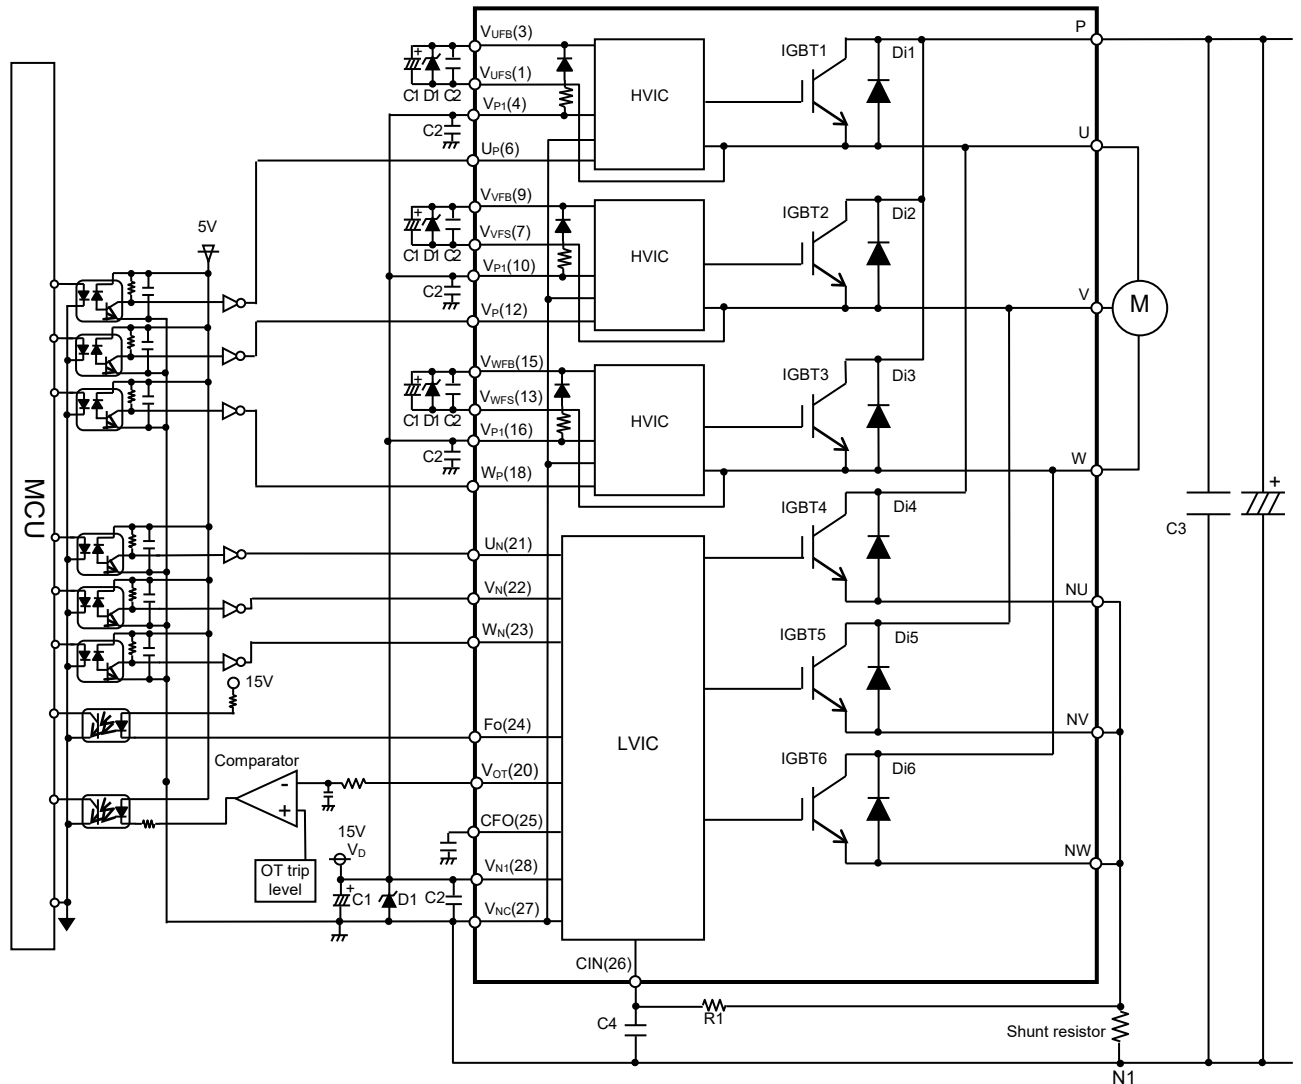 P
VUFB(3)
IGBT1
Di1
VUFS(1)
C1 D1 C2
HVIC
VP1(4)
C2
U
UP(6)
VVFB(9)
IGBT2
Di2
5V
VVFS(7)
C1 D1 C2
HVIC
VP1(10)
C2
V
M
VP(12)
VWFB(15)
IGBT3
Di3
VWFS(13)
C1 D1 C2
HVIC
VP1(16)
C2
W
WP(18)
MCU
IGBT4
Di4
+
C3
UN(21)
VN(22)
NU
WN(23)
IGBT5
Di5
15V
Fo(24)
NV
LVIC
Comparator
IGBT6
Di6
VOT(20)
-
+
CFO(25)
15V
VD
OT trip
level
VN1(28)
NW
+
C1
D1
C2
VNC(27)
CIN(26)
C4
R1
Shunt resistor
N1